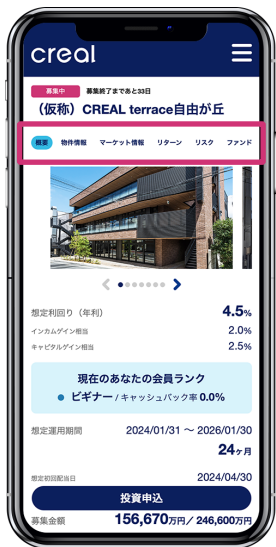 creal
募集中 募集終了まであと33日
（仮称）CREAL terrace自由が丘
概要 物件情報 マーケット情報 リターン リスク ファンド
想定利回り（年利） 4.5%
インカムゲイン相当 2.0%
キャピタルゲイン相当 2.5%
現在のあなたの会員ランク
ビギナー / キャッシュバック率 0.0%
想定運用期間 2024/01/31 〜 2026/01/30
24ヶ月
想定初回配当日 2024/04/30
投資申込
募集金額 156,670万円 / 246,600万円